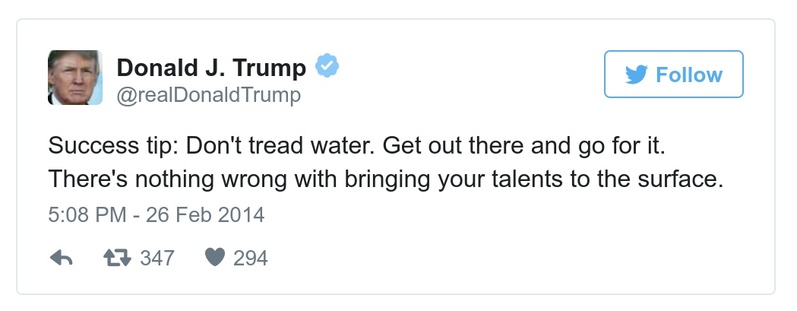 Donald J. Trump
@realDonaldTrump
Follow
Success tip: Don't tread water. Get out there and go for it.
There's nothing wrong with bringing your talents to the surface.
5:08 PM - 26 Feb 2014
347 294